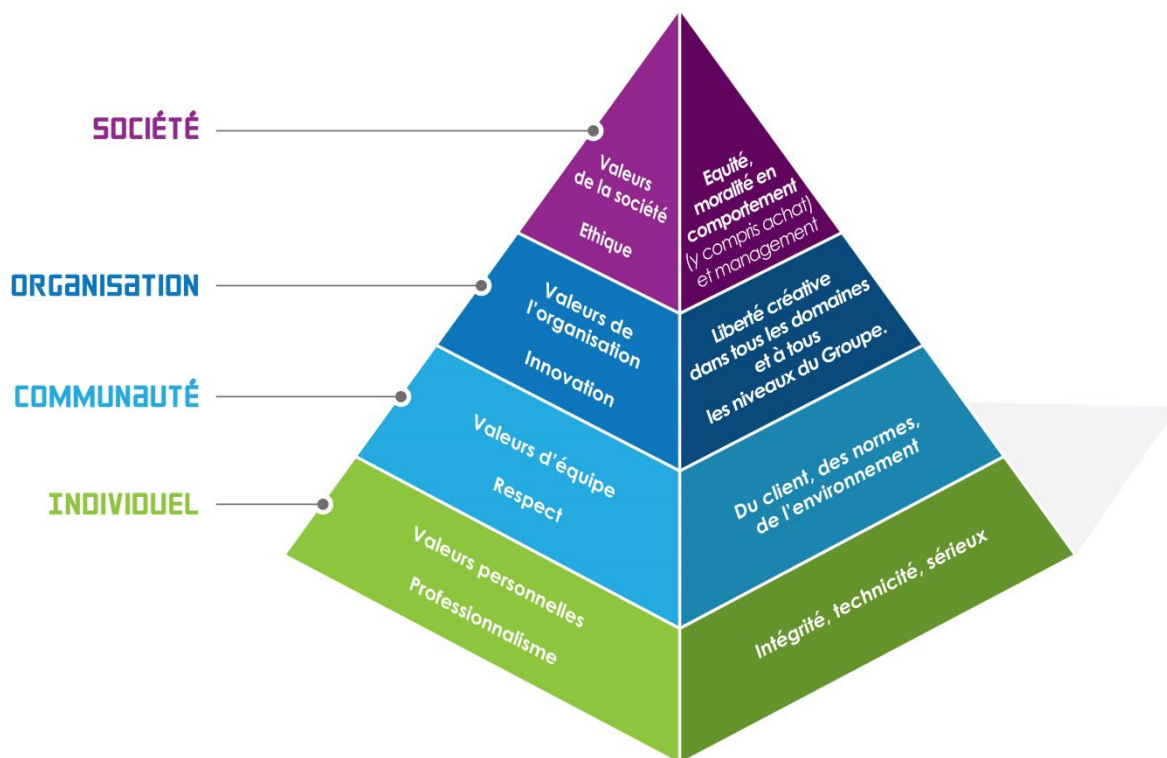 SOCIÉTÉ
Valeurs
de la société
Ethique
Equité,
moralité en
comportement
(y compris achat)
et management
ORGANISATION
Valeurs de
l'organisation
Innovation
Liberté créative
dans tous les domaines
et à tous
les niveaux du Groupe.
COMMUNAUTÉ
Valeurs d'équipe
Respect
Du client, des normes,
de l'environnement
INDIVIDUEL
Valeurs personnelles
Professionnalisme
Intégrité, technicité, sérieux